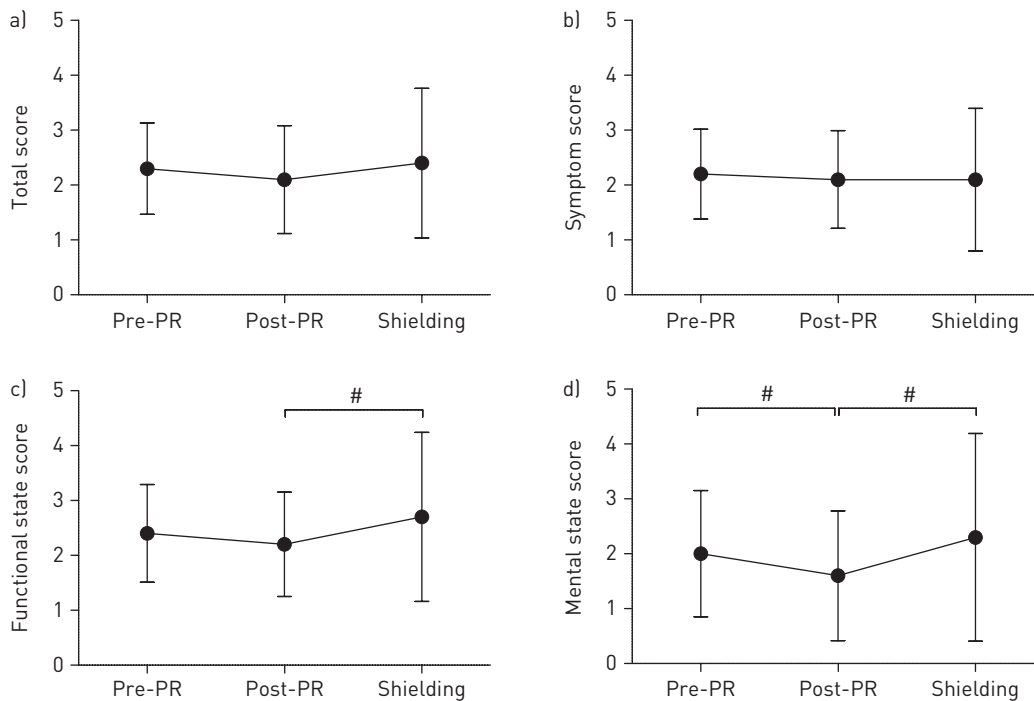 a)
Total score
5
4
3
2
1
0
Pre-PR Post-PR Shielding
b)
Symptom score
5
4
3
2
1
0
Pre-PR Post-PR Shielding
c)
Functional state score
5
4
3
2
1
0
#
Pre-PR Post-PR Shielding
d)
Mental state score
5
4
3
2
1
0
# #
Pre-PR Post-PR Shielding